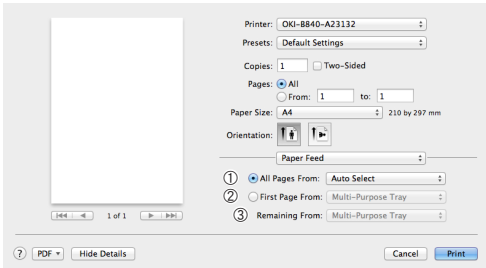 Printer: OKI-B840-A23132
Presets: Default Settings
Copies: 1 Two-Sided
Pages: All
From: 1 to: 1
Paper Size: A4 210 by 297 mm
Orientation:
Paper Feed
① All Pages From: Auto Select
② First Page From: Multi-Purpose Tray
③ Remaining From: Multi-Purpose Tray
1 of 1
? PDF Hide Details Cancel Print